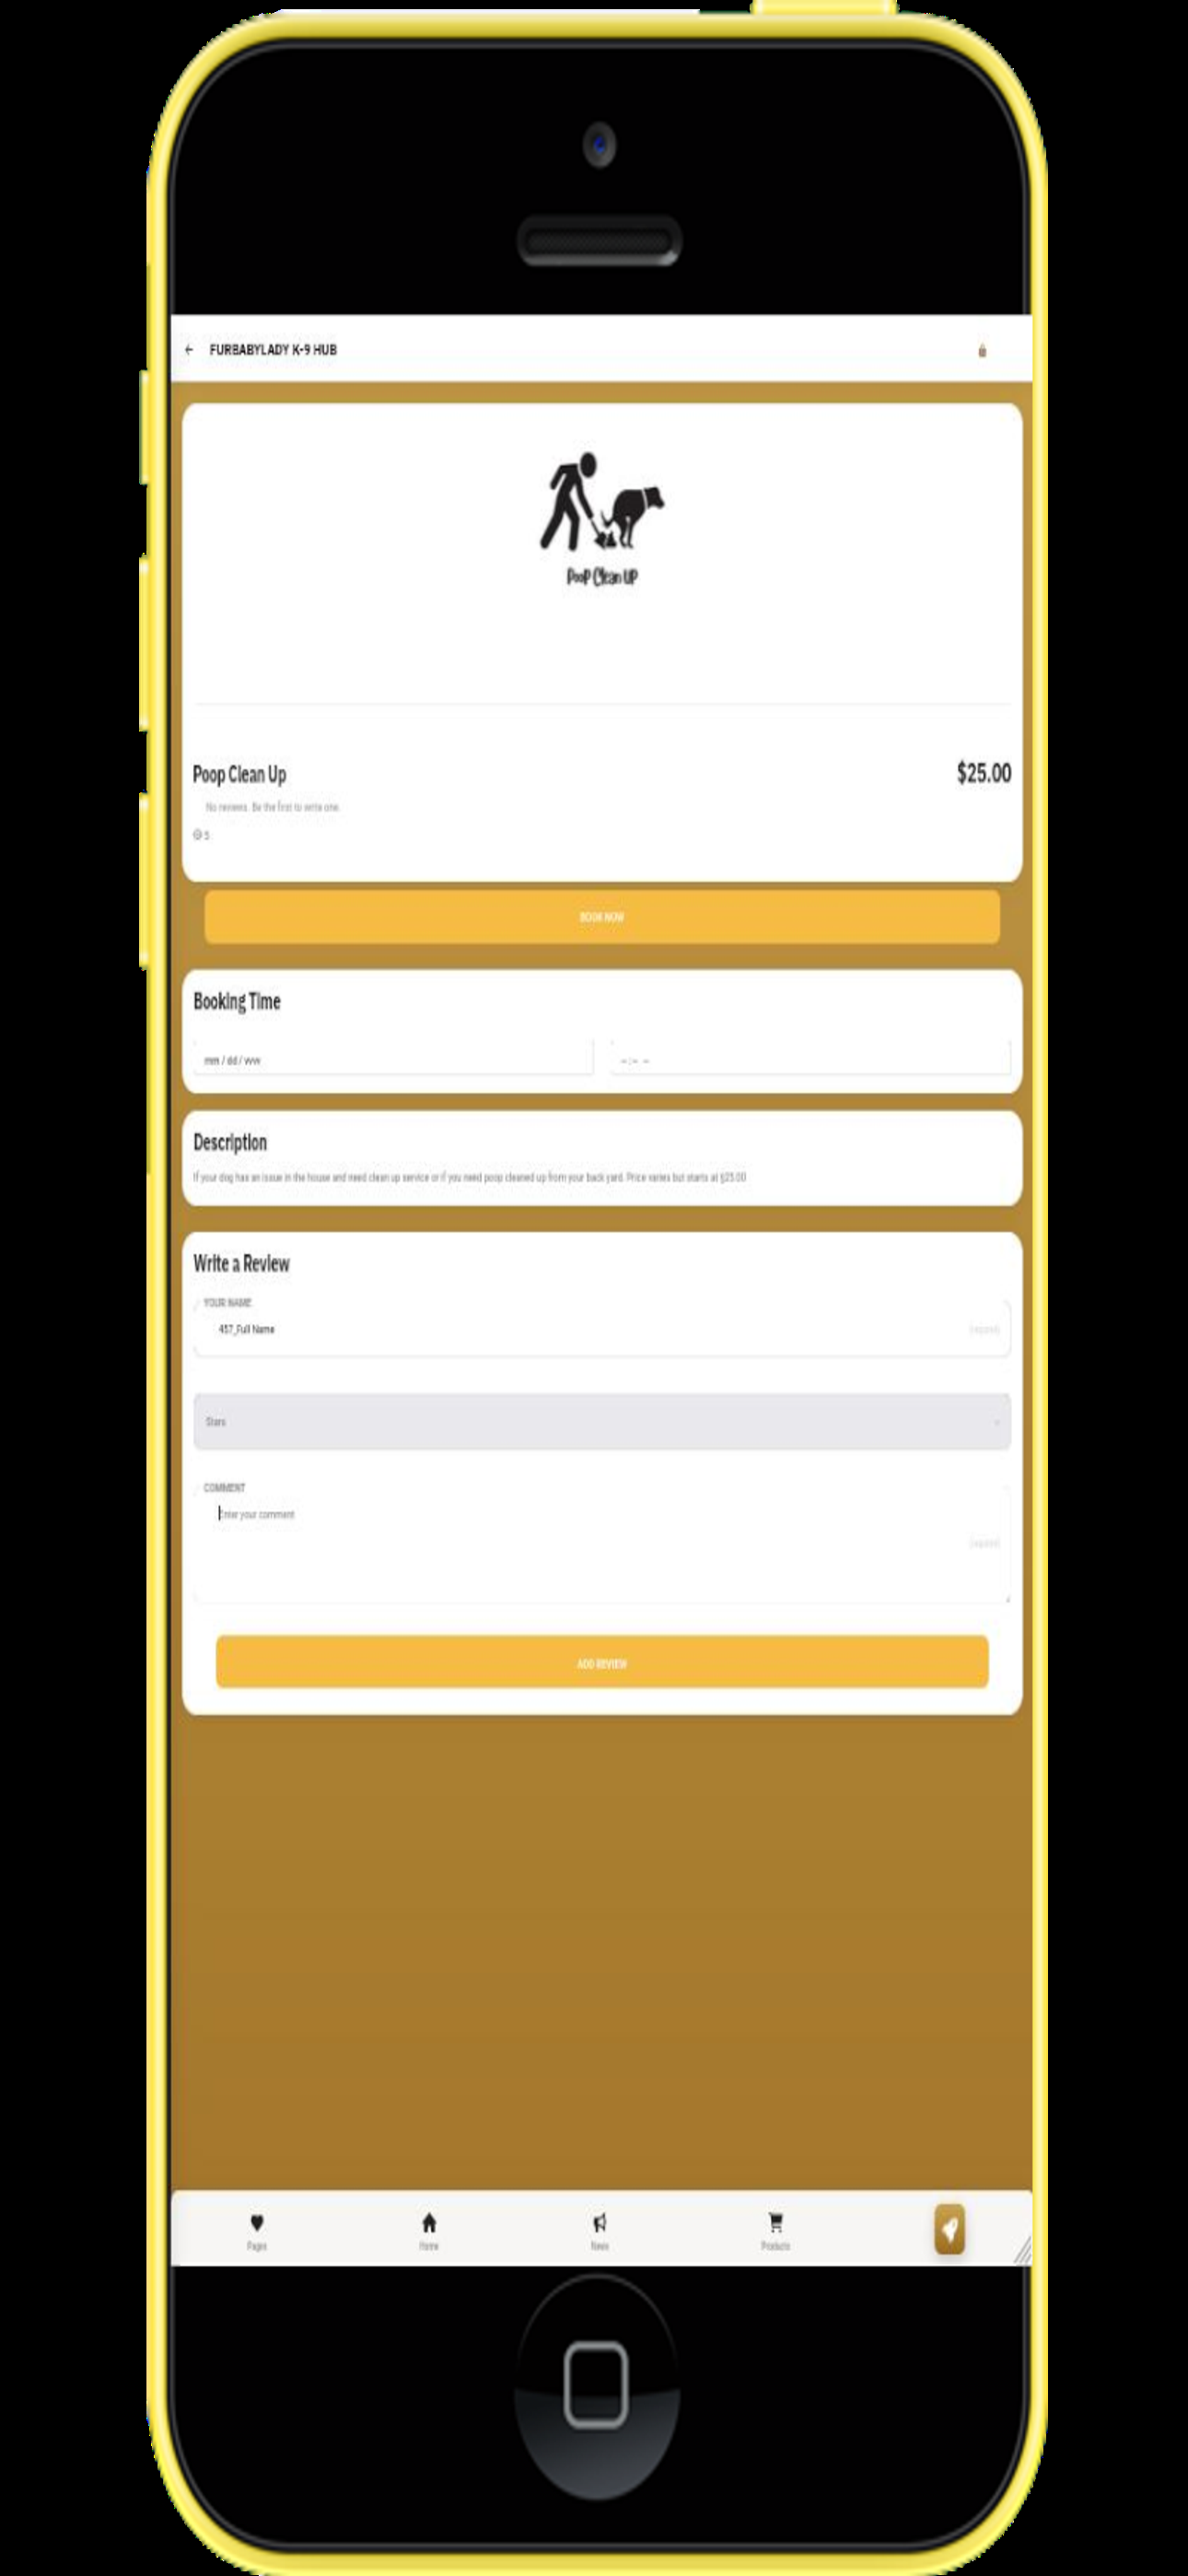 FURBABYLADY K-9 HUB
Poop Clean UP
Poop Clean Up
$25.00
No reviews. Be the first to write one.
5
BOOK NOW
Booking Time
mm / dd / yyyy
--:-- --
Description
If your dog has an issue in the house and need clean up service or if you need poop cleaned up from your back yard. Price varies but starts at $25.00
Write a Review
YOUR NAME
457_Full Name
(required)
Stars
COMMENT
Enter your comment
(required)
ADD REVIEW
Pages
Home
News
Products